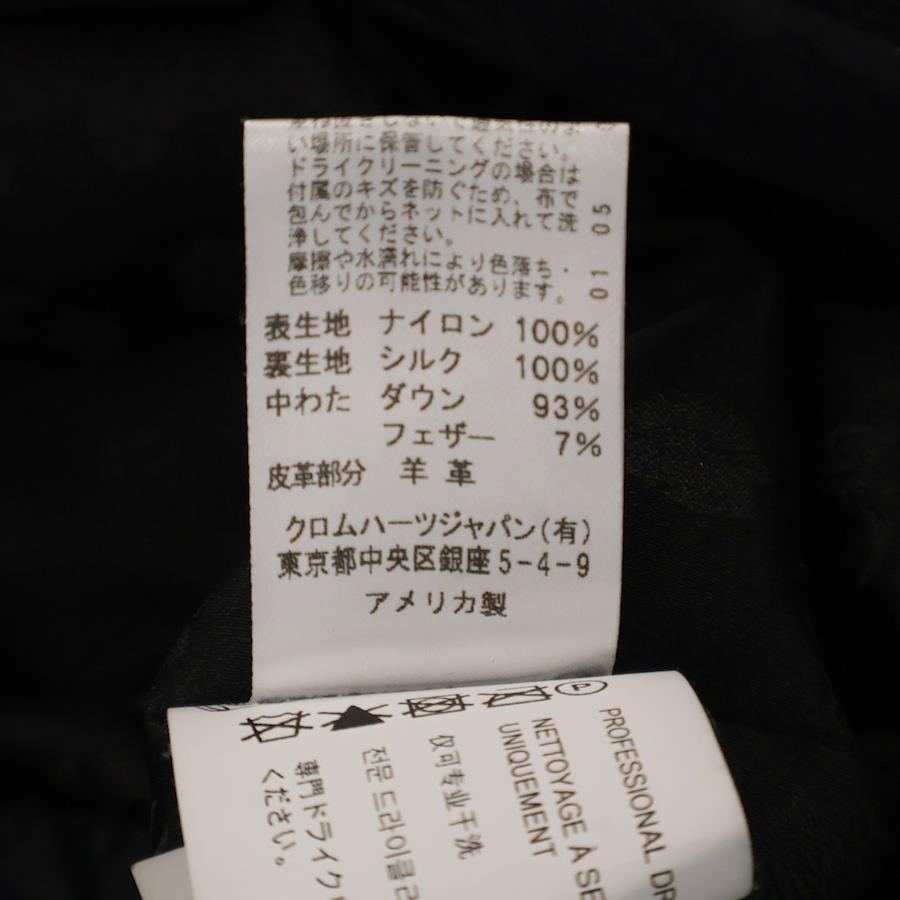 い場所に保管してください。
ドライクリーニングの場合は
付属のキズを防ぐため、布で
包んでからネットに入れて洗
浄してください。
摩擦や水濡れにより色落ち・
色移りの可能性があります。
01 05
表生地 ナイロン 100%
裏生地 シルク 100%
中わた ダウン 93%
フェザー 7%
皮革部分 羊革
クロムハーツジャパン(有)
東京都中央区銀座5-4-9
アメリカ製
P
PROFESSIONAL DR
NETTOYAGE À SE
UNIQUEMENT
仅可专业干洗
전문 드라이클리
専門ドライク
ください。